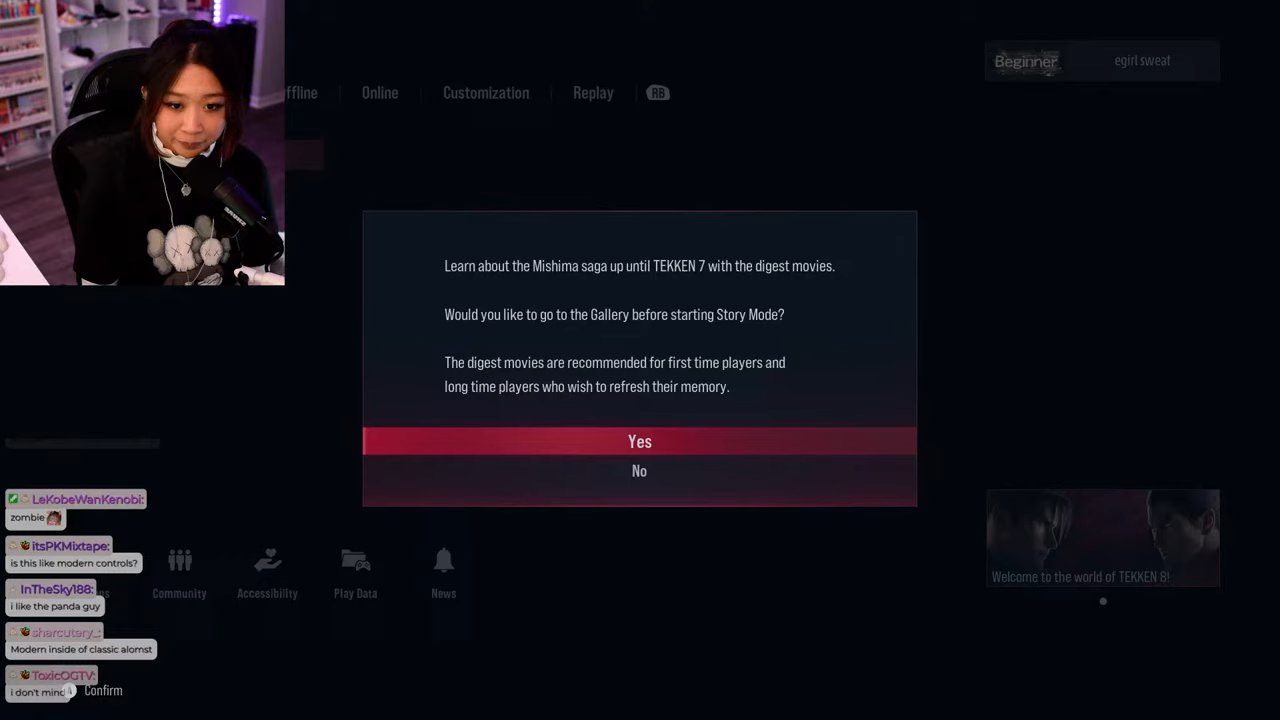 Beginner
egirl sweat
ffline
Online
Customization
Replay
RB
Learn about the Mishima saga up until TEKKEN 7 with the digest movies.
Would you like to go to the Gallery before starting Story Mode?
The digest movies are recommended for first time players and
long time players who wish to refresh their memory.
Yes
No
LeKobeWanKenobi:
zombie
itsPKMixtape:
is this like modern controls?
InTheSky188:
i like the panda guy
sharcutery_:
Modern inside of classic alomst
ToxicOGTV:
i don't mind
Community
Accessibility
Play Data
News
Welcome to the world of TEKKEN 8!
A Confirm